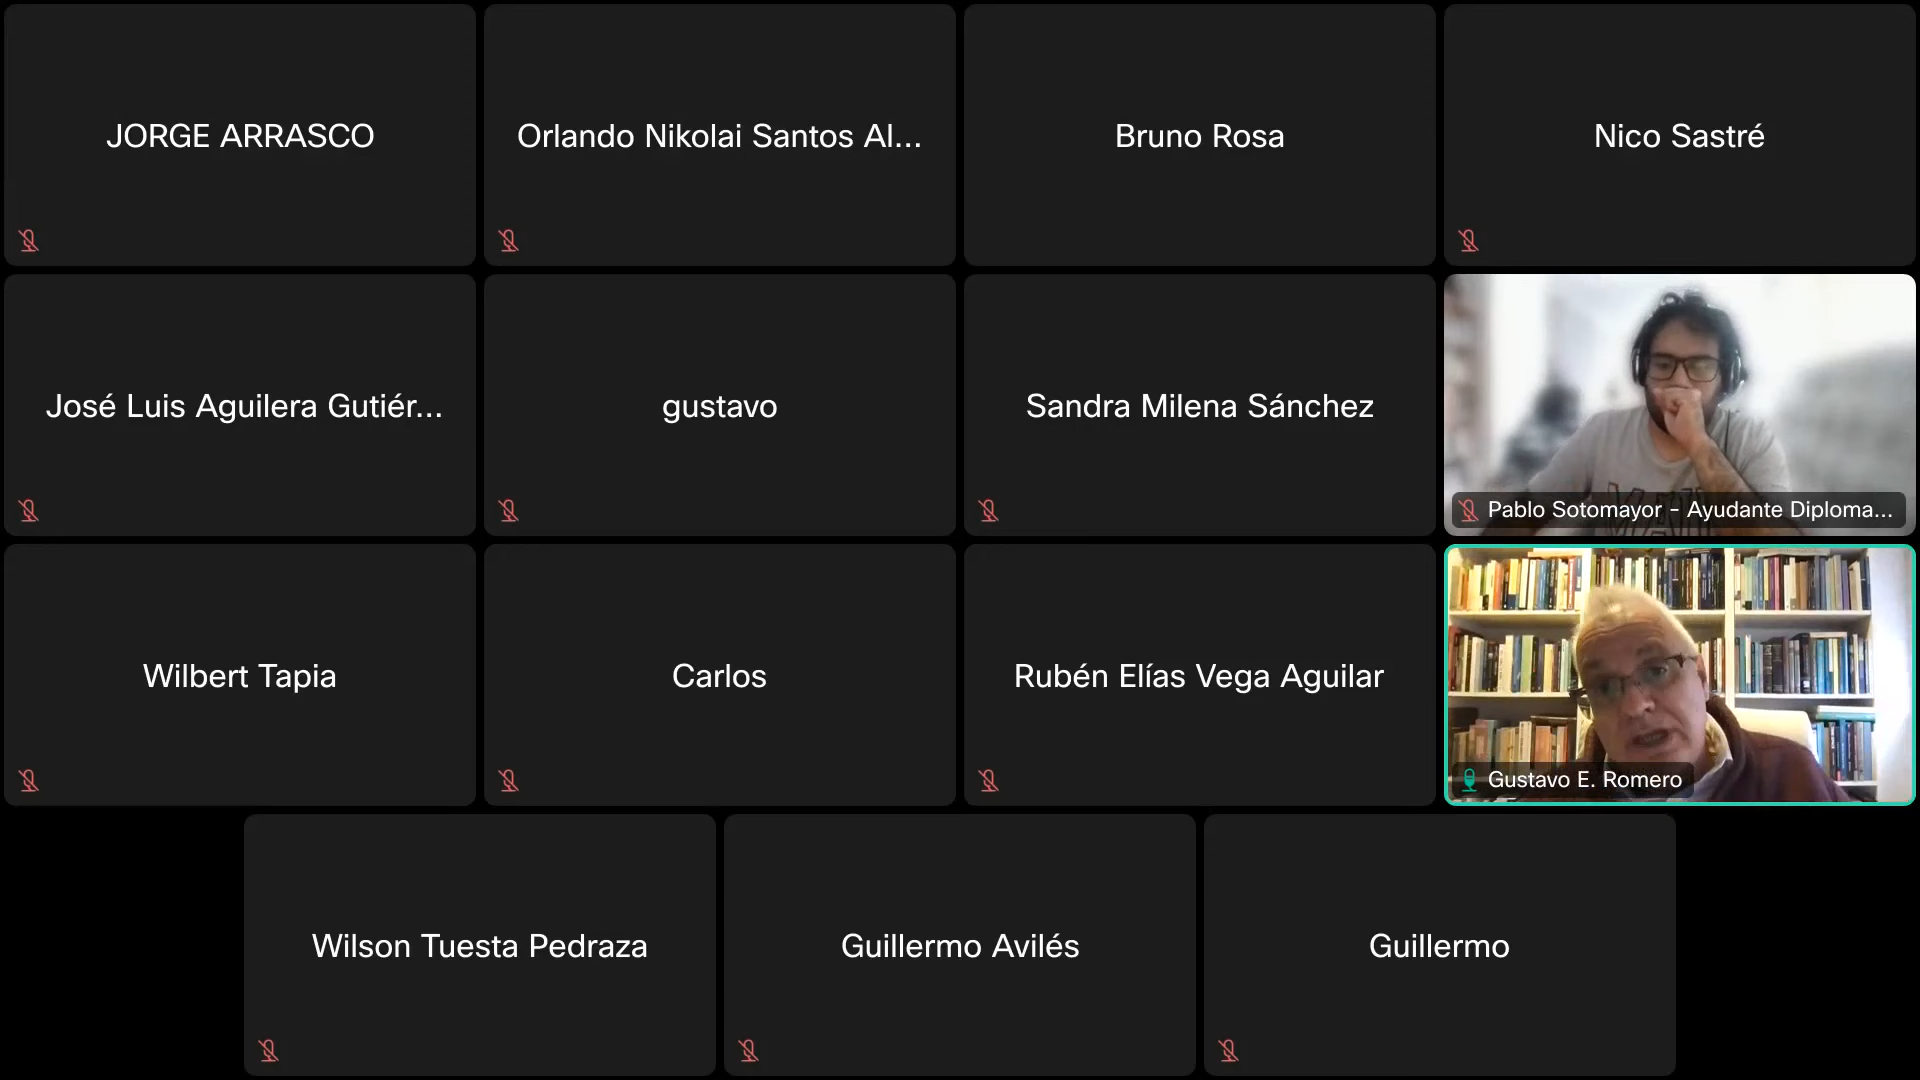 JORGE ARRASCO
Orlando Nikolai Santos Al...
Bruno Rosa
Nico Sastré
José Luis Aguilera Gutiér...
gustavo
Sandra Milena Sánchez
Pablo Sotomayor - Ayudante Diploma...
Wilbert Tapia
Carlos
Rubén Elías Vega Aguilar
Gustavo E. Romero
Wilson Tuesta Pedraza
Guillermo Avilés
Guillermo